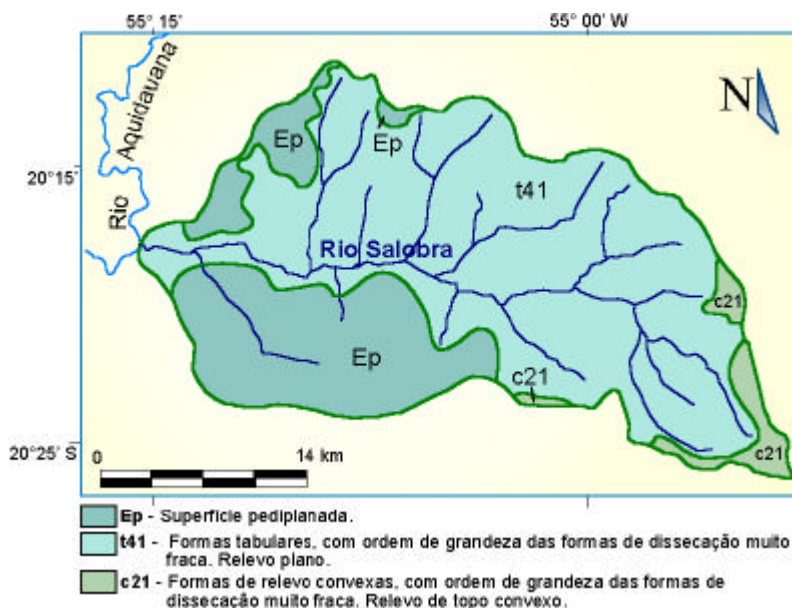 55° 15'
55° 00' W
Aquidauana
Rio
N
Ep
Ep
20°15'
t41
Rio Salobra
c21
Ep
c21
20°25' S
0
14 km
c21
Ep - Superfície pediplanada.
t41 - Formas tabulares, com ordem de grandeza das formas de dissecação muito
fraca. Relevo plano.
c21 - Formas de relevo convexas, com ordem de grandeza das formas de
dissecação muito fraca. Relevo de topo convexo.